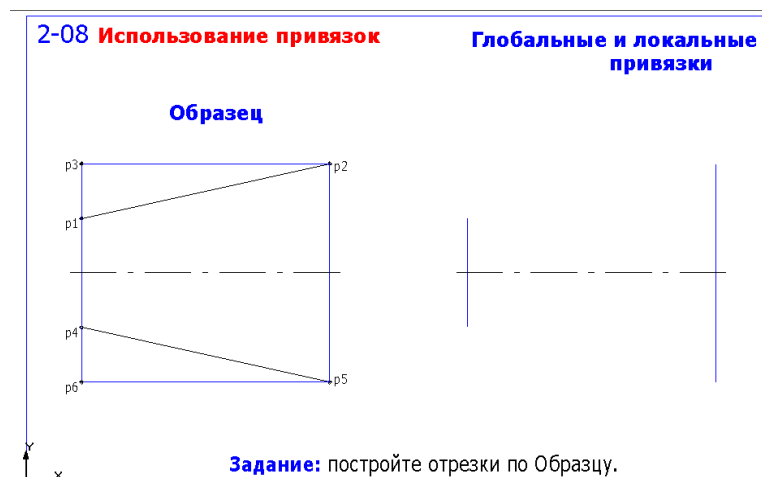 2-08 Использование привязок
Глобальные и локальные
привязки
Образец
p3
p2
p1
p4
p6
p5
Y
X
Задание: постройте отрезки по Образцу.